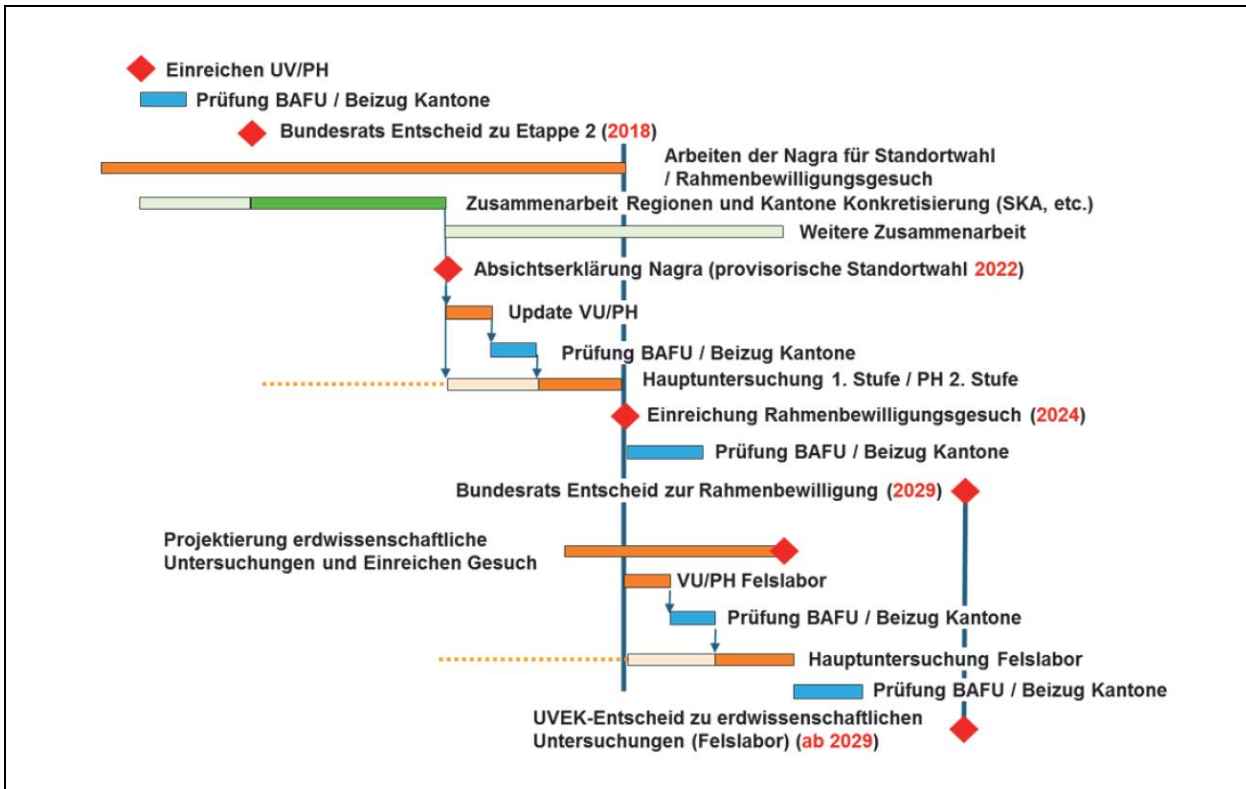 Einreichen UV/PH
Prüfung BAFU / Beizug Kantone
Bundesrats Entscheid zu Etappe 2 (2018)
Arbeiten der Nagra für Standortwahl
/ Rahmenbewilligungsgesuch
Zusammenarbeit Regionen und Kantone Konkretisierung (SKA, etc.)
Weitere Zusammenarbeit
Absichtserklärung Nagra (provisorische Standortwahl 2022)
Update VU/PH
Prüfung BAFU / Beizug Kantone
Hauptuntersuchung 1. Stufe / PH 2. Stufe
Einreichung Rahmenbewilligungsgesuch (2024)
Prüfung BAFU / Beizug Kantone
Bundesrats Entscheid zur Rahmenbewilligung (2029)
Projektierung erdwissenschaftliche
Untersuchungen und Einreichen Gesuch
VU/PH Felslabor
Prüfung BAFU / Beizug Kantone
Hauptuntersuchung Felslabor
Prüfung BAFU / Beizug Kantone
UVEK-Entscheid zu erdwissenschaftlichen
Untersuchungen (Felslabor) (ab 2029)